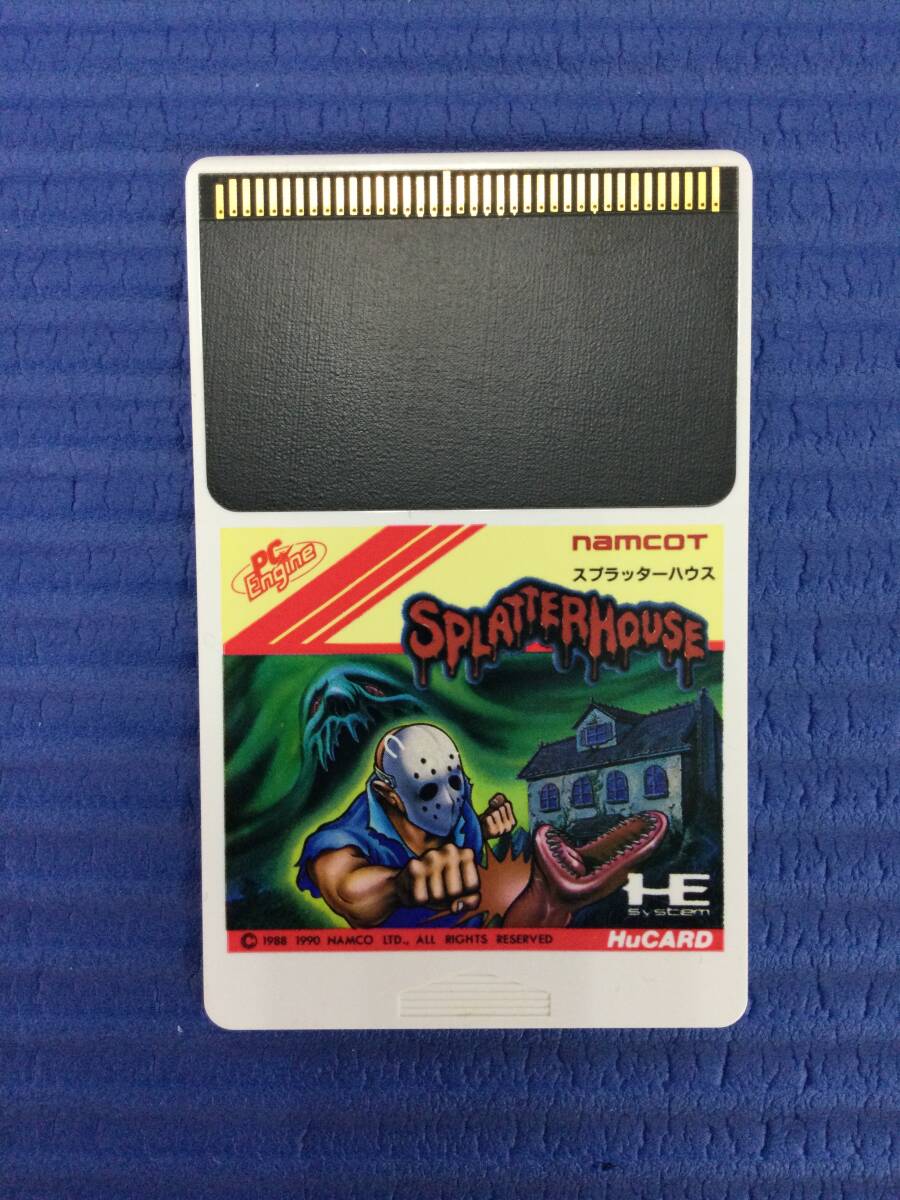 PC Engine
namcoT
スプラッターハウス
SPLATTERHOUSE
HE
system
© 1988 1990 NAMCO LTD., ALL RIGHTS RESERVED
HuCARD